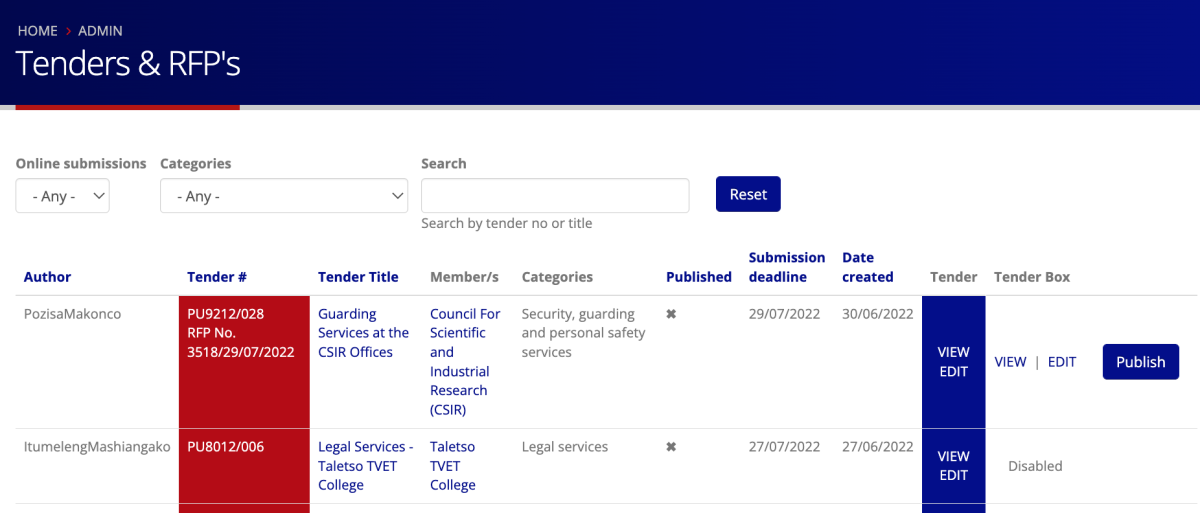 HOME > ADMIN
Tenders & RFP's
Online submissions
Categories
Search
- Any -
- Any -
Reset
Search by tender no or title
Author
Tender #
Tender Title
Member/s
Categories
Published
Submission
deadline
Date
created
Tender
Tender Box
PozisaMakonco
PU9212/028
RFP No.
3518/29/07/2022
Guarding
Services at the
CSIR Offices
Council For
Scientific
and
Industrial
Research
(CSIR)
Security, guarding
and personal safety
services
✖
29/07/2022
30/06/2022
VIEW
EDIT
VIEW | EDIT
Publish
ItumelengMashiangako
PU8012/006
Legal Services -
Taletso TVET
College
Taletso
TVET
College
Legal services
✖
27/07/2022
27/06/2022
VIEW
EDIT
Disabled